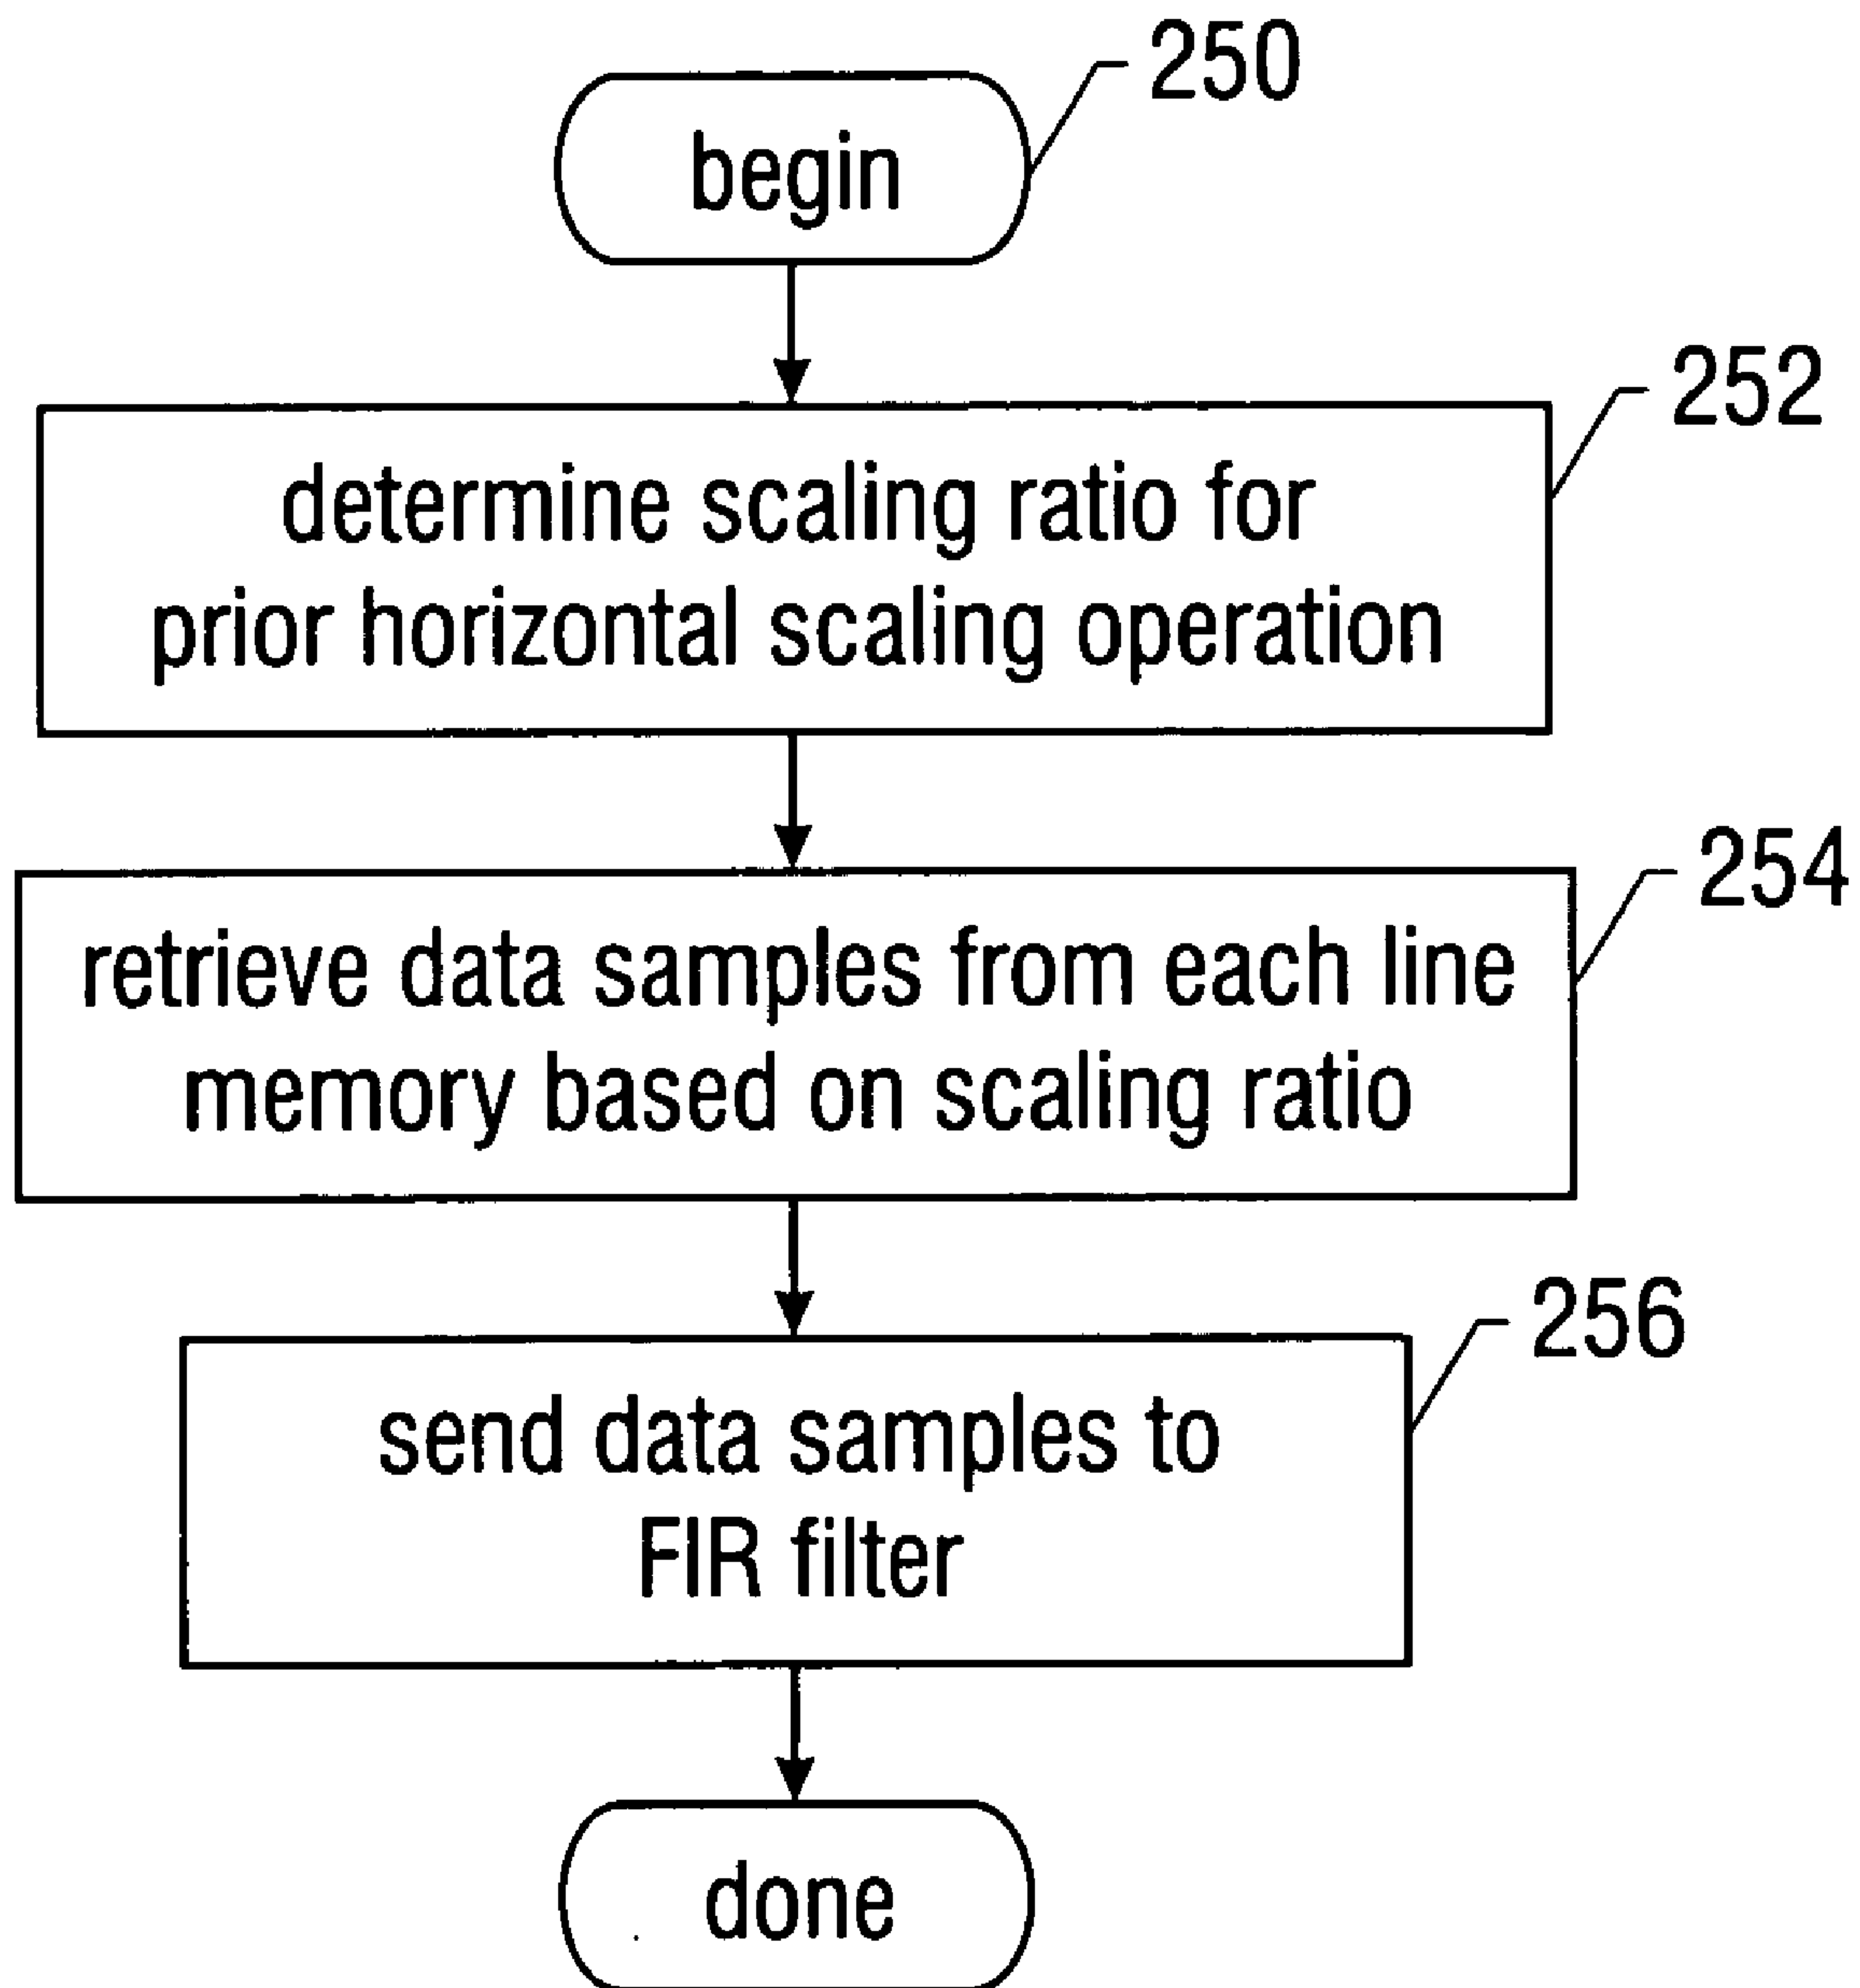 250
begin
252
determine scaling ratio for
prior horizontal scaling operation
254
retrieve data samples from each line
memory based on scaling ratio
256
send data samples to
FIR filter
done